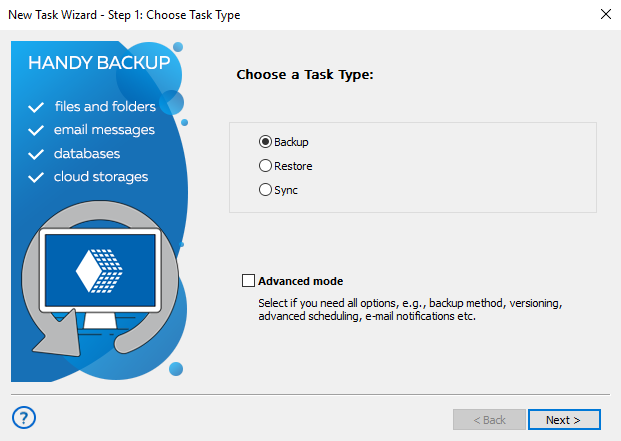 New Task Wizard - Step 1: Choose Task Type
HANDY BACKUP
files and folders
email messages
databases
cloud storages
Choose a Task Type:
Backup
Restore
Sync
Advanced mode
Select if you need all options, e.g., backup method, versioning,
advanced scheduling, e-mail notifications etc.
?
< Back
Next >